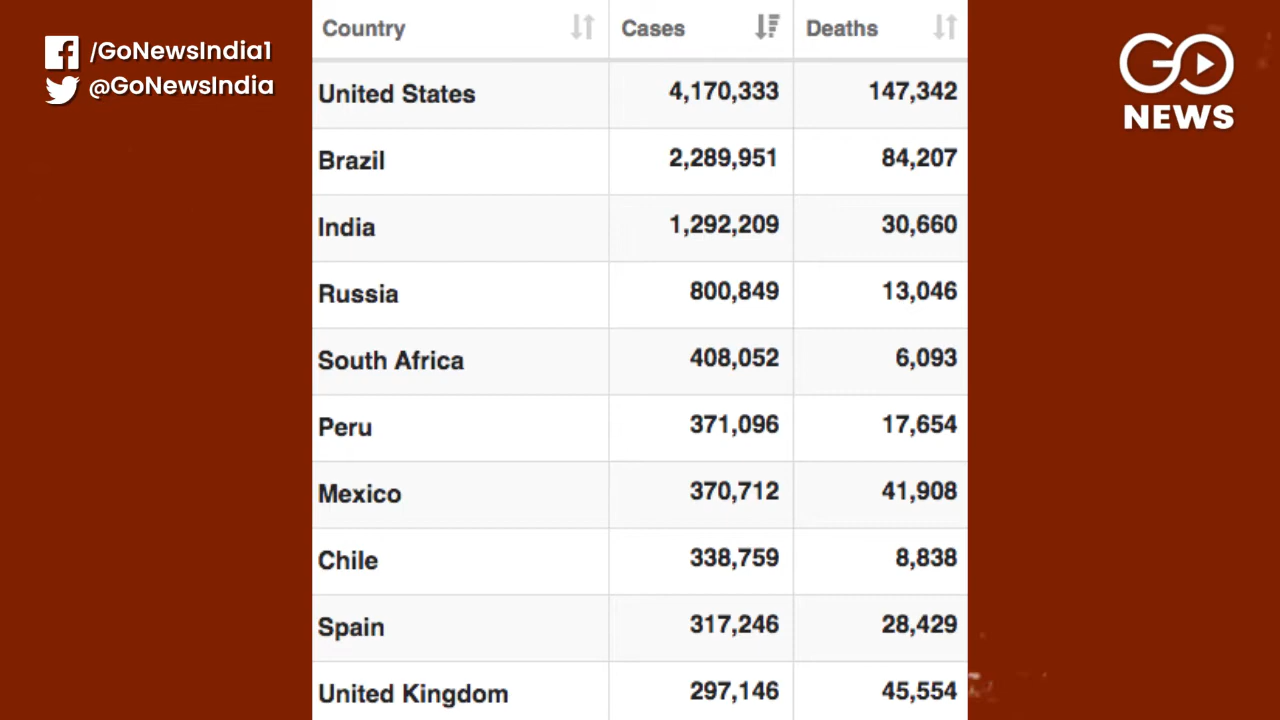 /GoNewsIndia1
@GoNewsIndia
GO
NEWS
Country Cases Deaths
United States 4,170,333 147,342
Brazil 2,289,951 84,207
India 1,292,209 30,660
Russia 800,849 13,046
South Africa 408,052 6,093
Peru 371,096 17,654
Mexico 370,712 41,908
Chile 338,759 8,838
Spain 317,246 28,429
United Kingdom 297,146 45,554